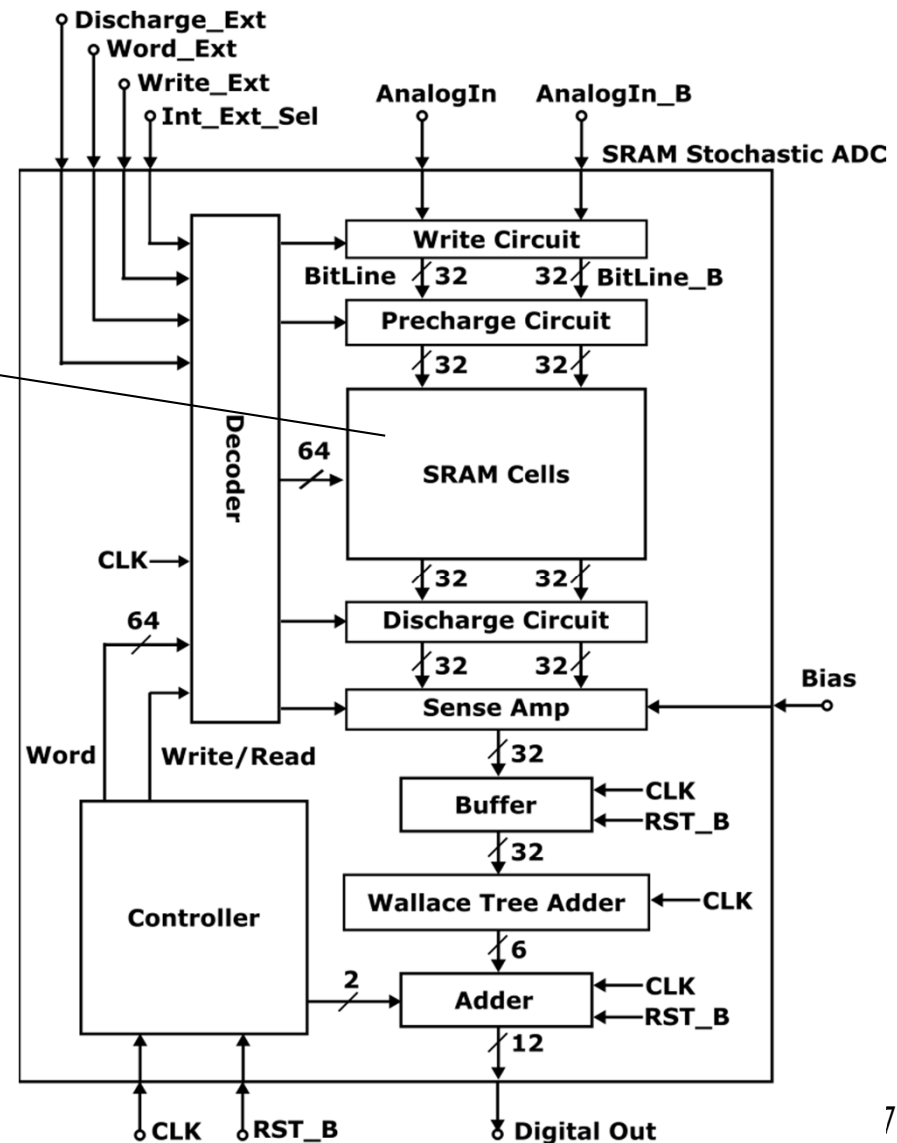 Discharge_Ext
Word_Ext
Write_Ext
Int_Ext_Sel
AnalogIn AnalogIn_B
SRAM Stochastic ADC
Write Circuit
BitLine 32 32 BitLine_B
Precharge Circuit
32 32
Decoder
64
SRAM Cells
CLK
32 32
64
Discharge Circuit
32 32
Bias
Sense Amp
Word Write/Read
32
Buffer
CLK
RST_B
32
Controller
Wallace Tree Adder
CLK
6
2
Adder
CLK
RST_B
12
CLK RST_B Digital Out
7